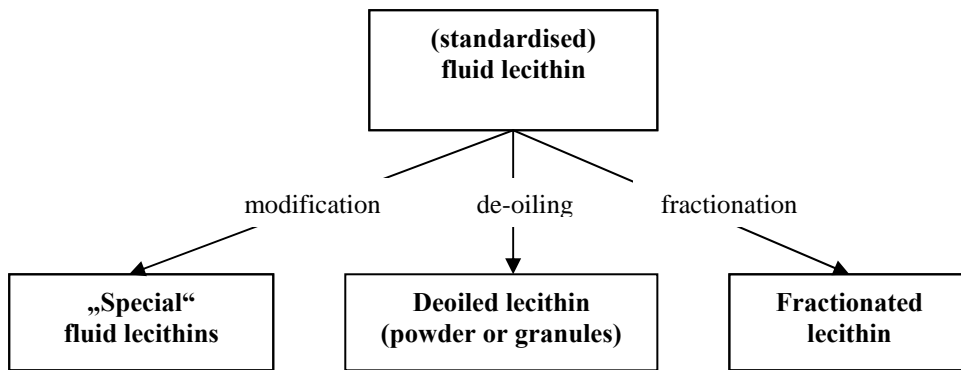 (standardised)
fluid lecithin
modification
de-oiling
fractionation
„Special“
fluid lecithins
Deoiled lecithin
(powder or granules)
Fractionated
lecithin